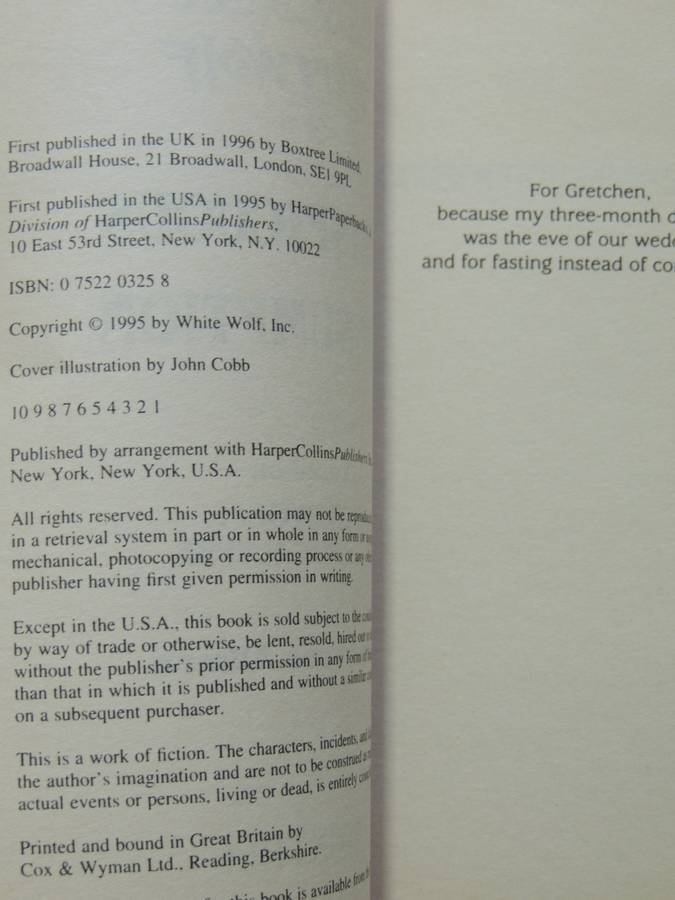 First published in the UK in 1996 by Boxtree Limited,
Broadwall House, 21 Broadwall, London, SE1 9PL
First published in the USA in 1995 by HarperPaperbacks, a
Division of HarperCollinsPublishers,
10 East 53rd Street, New York, N.Y. 10022
ISBN: 0 7522 0325 8
Copyright © 1995 by White Wolf, Inc.
Cover illustration by John Cobb
10 9 8 7 6 5 4 3 2 1
Published by arrangement with HarperCollinsPublishers
New York, New York, U.S.A.
All rights reserved. This publication may not be
in a retrieval system in part or in whole in any form or
mechanical, photocopying or recording process or any
publisher having first given permission in writing.
Except in the U.S.A., this book is sold subject to the
by way of trade or otherwise, be lent, resold, hired out
without the publisher's prior permission in any form of
than that in which it is published and without a similar
on a subsequent purchaser.
This is a work of fiction. The characters, incidents, and
the author's imagination and are not to be construed as
actual events or persons, living or dead, is entirely
Printed and bound in Great Britain by
Cox & Wyman Ltd.. Reading, Berkshire.
this book is available from
For Gretchen,
because my three-month
was the eve of our
and for fasting instead of